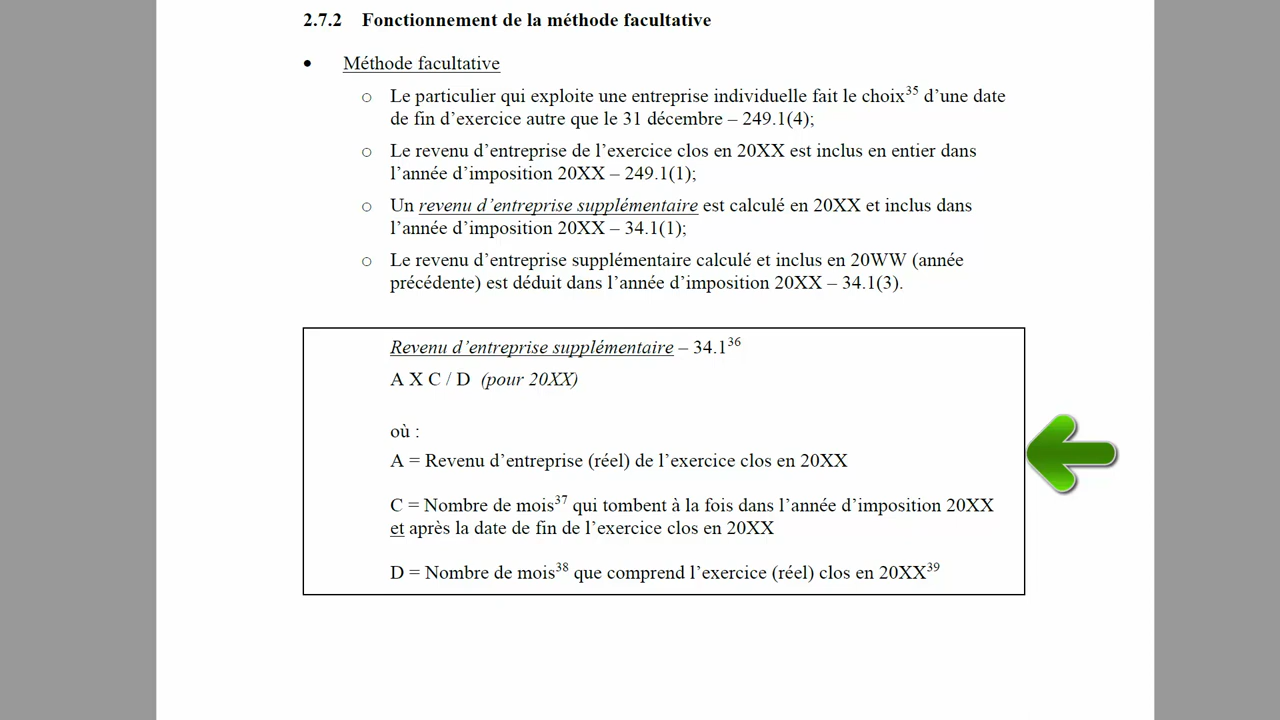 2.7.2 Fonctionnement de la méthode facultative
• Méthode facultative
o Le particulier qui exploite une entreprise individuelle fait le choix35 d’une date
de fin d’exercice autre que le 31 décembre – 249.1(4);
o Le revenu d’entreprise de l’exercice clos en 20XX est inclus en entier dans
l’année d’imposition 20XX – 249.1(1);
o Un revenu d’entreprise supplémentaire est calculé en 20XX et inclus dans
l’année d’imposition 20XX – 34.1(1);
o Le revenu d’entreprise supplémentaire calculé et inclus en 20WW (année
précédente) est déduit dans l’année d’imposition 20XX – 34.1(3).
Revenu d’entreprise supplémentaire – 34.136
A X C / D (pour 20XX)
où :
A = Revenu d’entreprise (réel) de l’exercice clos en 20XX
C = Nombre de mois37 qui tombent à la fois dans l’année d’imposition 20XX
et après la date de fin de l’exercice clos en 20XX
D = Nombre de mois38 que comprend l’exercice (réel) clos en 20XX39